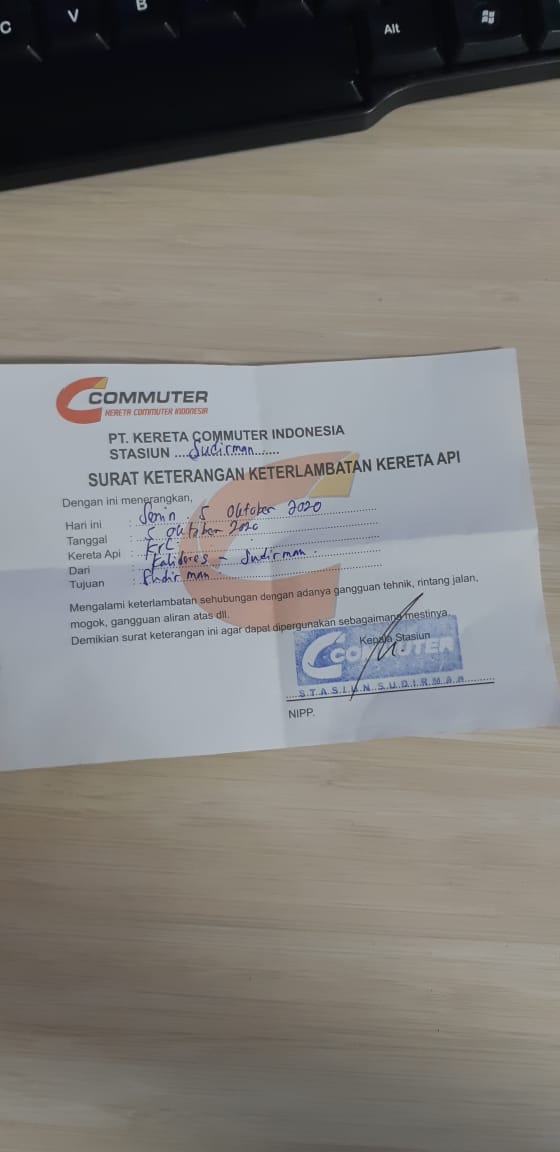 C V B Alt
COMMUTER
KERETA COMMUTER INDONESIA
PT. KERETA COMMUTER INDONESIA
STASIUN ....Sudirman.......
SURAT KETERANGAN KETERLAMBATAN KERETA API
Dengan ini menerangkan,
Hari ini : Senin, 5 Oktober 2020
Tanggal : 5 Oktober 2020
Kereta Api : KRL
Dari : Kalideres - Sudirman.
Tujuan : Sudirman
Mengalami keterlambatan sehubungan dengan adanya gangguan tehnik, rintang jalan,
mogok, gangguan aliran atas dll.
Demikian surat keterangan ini agar dapat dipergunakan sebagaimana mestinya.
Kepala Stasiun
COMMUTER
STASIUN SUDIRMAN
NIPP.